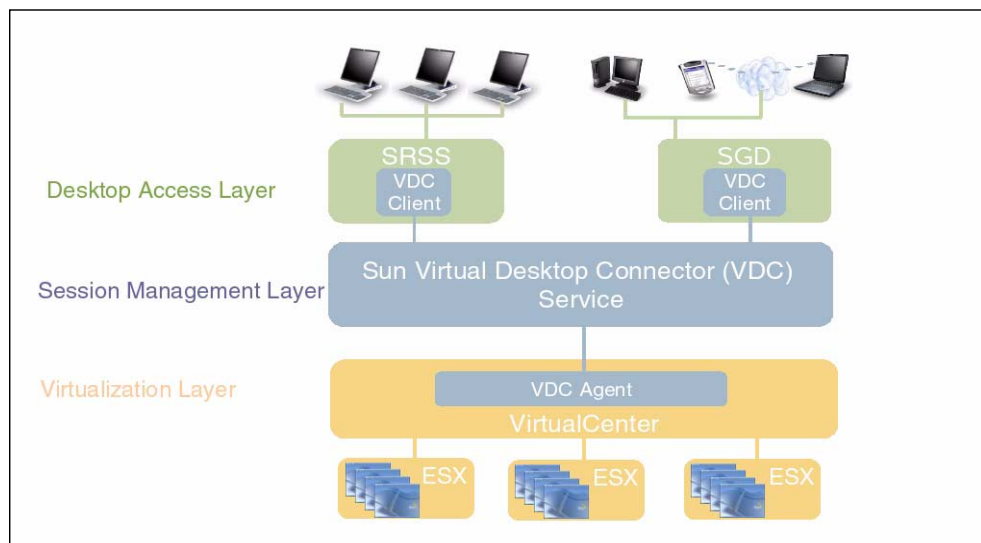 SRSS
SGD
VDC
Client
VDC
Client
Desktop Access Layer
Sun Virtual Desktop Connector (VDC)
Service
Session Management Layer
Virtualization Layer
VDC Agent
VirtualCenter
ESX
ESX
ESX